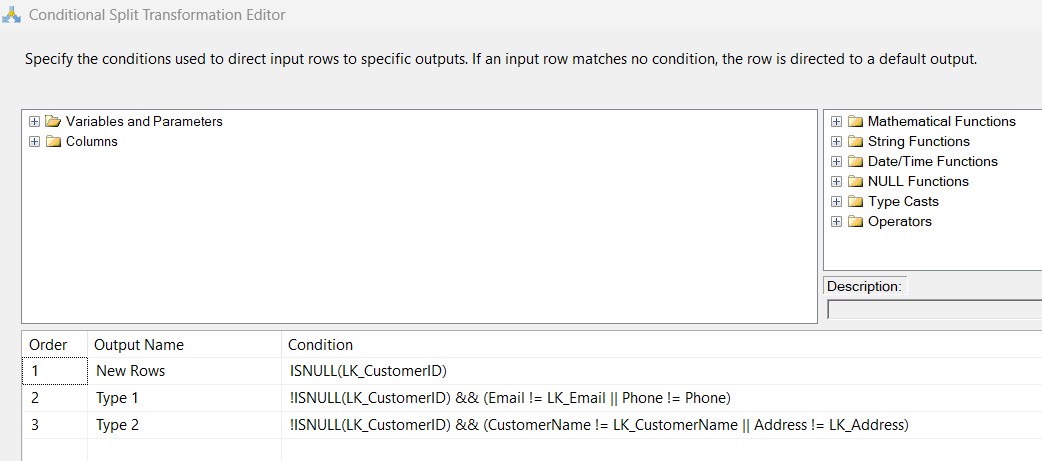 Conditional Split Transformation Editor
Specify the conditions used to direct input rows to specific outputs. If an input row matches no condition, the row is directed to a default output.
Variables and Parameters
Columns
Mathematical Functions
String Functions
Date/Time Functions
NULL Functions
Type Casts
Operators
Description:
Order Output Name Condition
1 New Rows ISNULL(LK_CustomerID)
2 Type 1 !ISNULL(LK_CustomerID) && (Email != LK_Email || Phone != Phone)
3 Type 2 !ISNULL(LK_CustomerID) && (CustomerName != LK_CustomerName || Address != LK_Address)